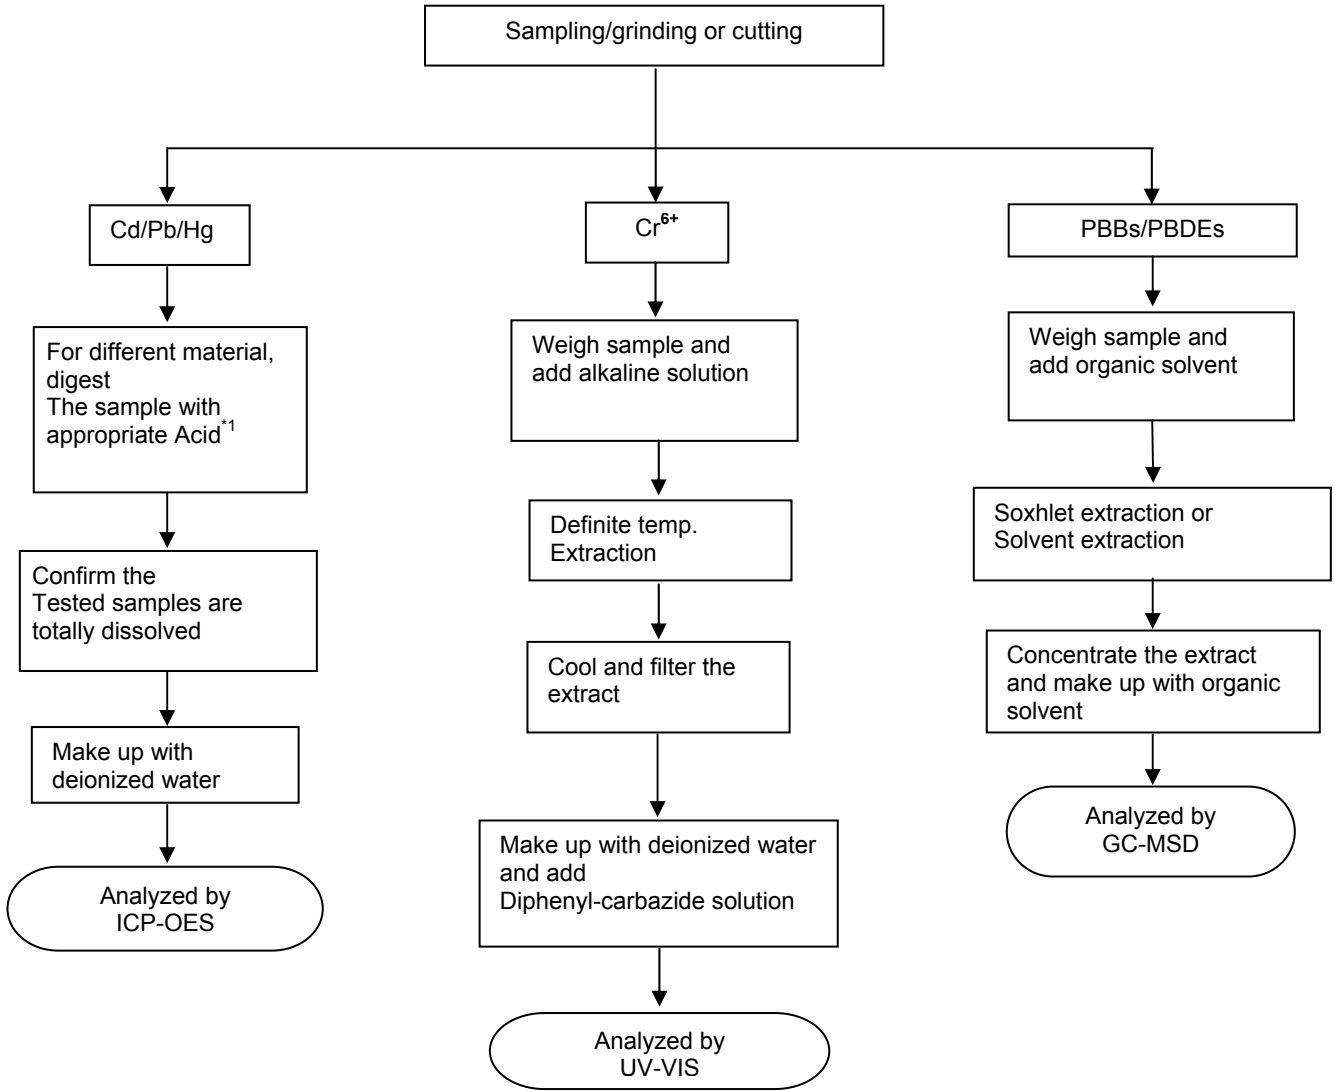 Sampling/grinding or cutting
Cd/Pb/Hg
For different material,
digest
The sample with
appropriate Acid*1
Confirm the
Tested samples are
totally dissolved
Make up with
deionized water
Analyzed by
ICP-OES
Cr6+
Weigh sample and
add alkaline solution
Definite temp.
Extraction
Cool and filter the
extract
Make up with deionized water
and add
Diphenyl-carbazide solution
Analyzed by
UV-VIS
PBBs/PBDEs
Weigh sample and
add organic solvent
Soxhlet extraction or
Solvent extraction
Concentrate the extract
and make up with organic
solvent
Analyzed by
GC-MSD